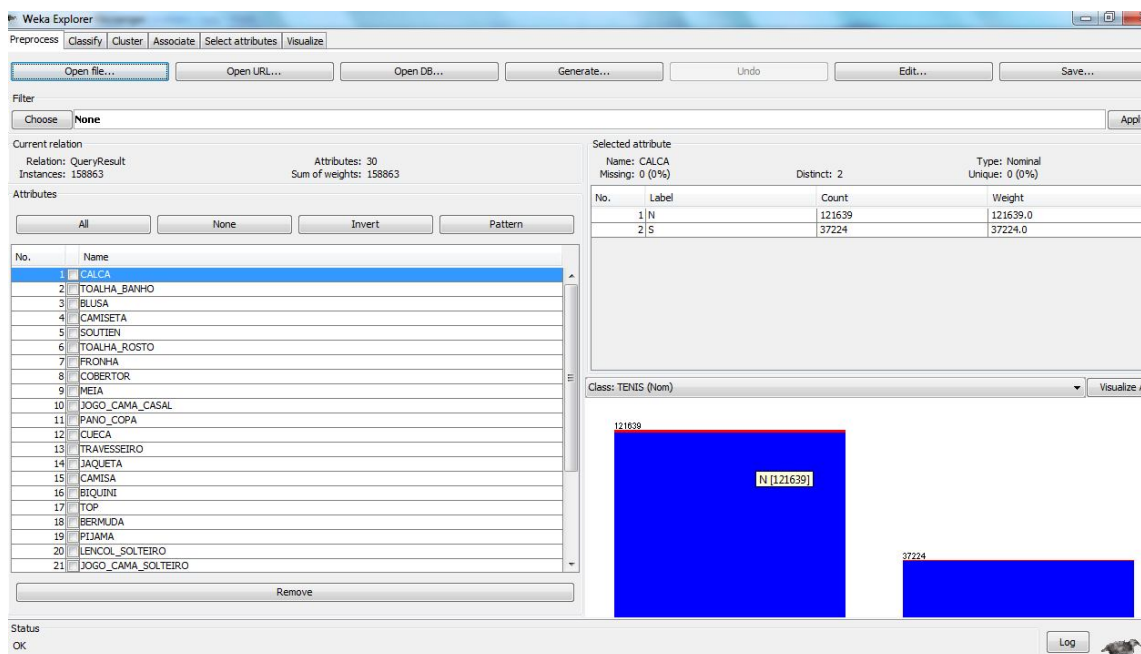 Weka Explorer
Preprocess Classify Cluster Associate Select attributes Visualize
Open file... Open URL... Open DB... Generate... Undo Edit... Save...
Filter
Choose None Appl
Current relation
Relation: QueryResult Attributes: 30
Instances: 158863 Sum of weights: 158863
Attributes
All None Invert Pattern
No. Name
1 CALCA
2 TOALHA_BANHO
3 BLUSA
4 CAMISETA
5 SOUTIEN
6 TOALHA_ROSTO
7 FRONHA
8 COBERTOR
9 MEIA
10 JOGO_CAMA_CASAL
11 PANO_COPA
12 CUECA
13 TRAVESSEIRO
14 JAQUETA
15 CAMISA
16 BIQUINI
17 TOP
18 BERMUDA
19 PIJAMA
20 LENCOL_SOLTEIRO
21 JOGO_CAMA_SOLTEIRO
Remove
Selected attribute
Name: CALCA Type: Nominal
Missing: 0 (0%) Distinct: 2 Unique: 0 (0%)
No. Label Count Weight
1 N 121639 121639.0
2 S 37224 37224.0
Class: TENIS (Nom) Visualize
121639
N [121639]
37224
Status
OK Log